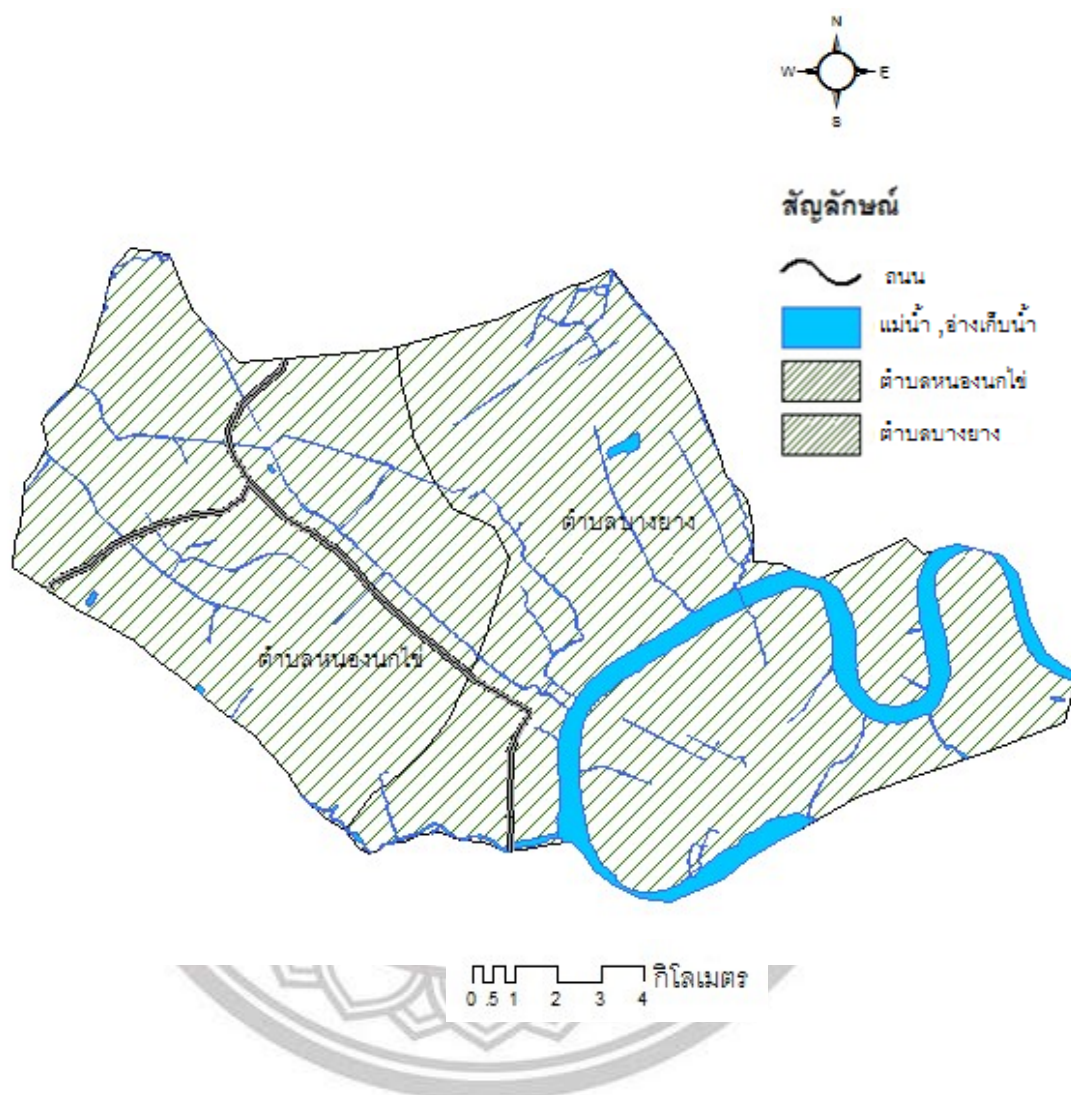 N
W E
S
สัญลักษณ์
ถนน
แม่น้ำ ,อ่างเก็บน้ำ
ตำบลหนองนกไข่
ตำบลบางยาง
ตำบลบางยาง
ตำบลหนองนกไข่
0 .5 1 2 3 4 กิโลเมตร